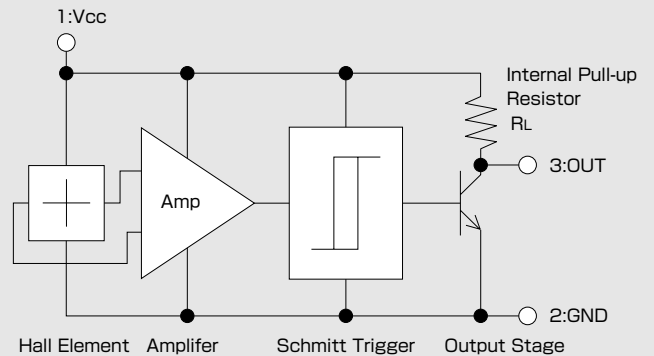 1:Vcc
Internal Pull-up
Resistor
RL
3:OUT
Amp
2:GND
Hall Element Amplifer Schmitt Trigger Output Stage